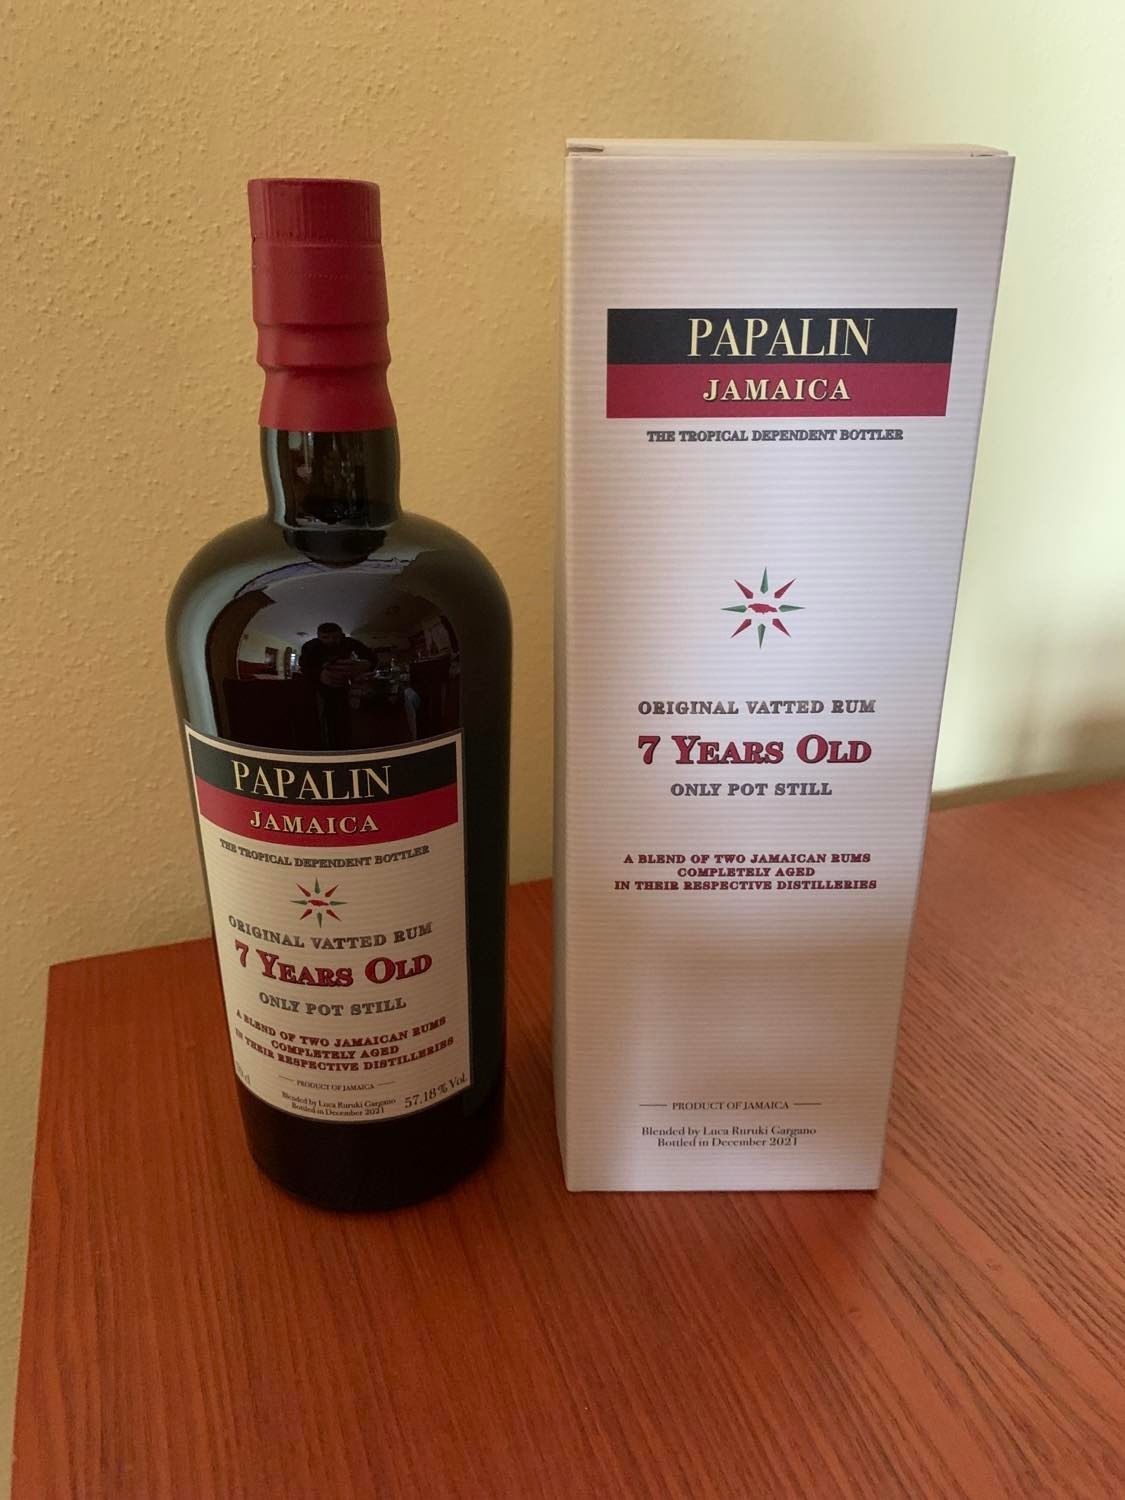 PAPALIN
JAMAICA
THE TROPICAL DEPENDENT BOTTLER
ORIGINAL VATTED RUM
7 YEARS OLD
ONLY POT STILL
A BLEND OF TWO JAMAICAN RUMS
COMPLETELY AGED
IN THEIR RESPECTIVE DISTILLERIES
PRODUCT OF JAMAICA
Blended by Luca Ruruki Gargano
Bottled in December 2021
57.18% Vol.
PAPALIN
JAMAICA
THE TROPICAL DEPENDENT BOTTLER
ORIGINAL VATTED RUM
7 YEARS OLD
ONLY POT STILL
A BLEND OF TWO JAMAICAN RUMS
COMPLETELY AGED
IN THEIR RESPECTIVE DISTILLERIES
PRODUCT OF JAMAICA
Blended by Luca Ruruki Gargano
Bottled in December 2021